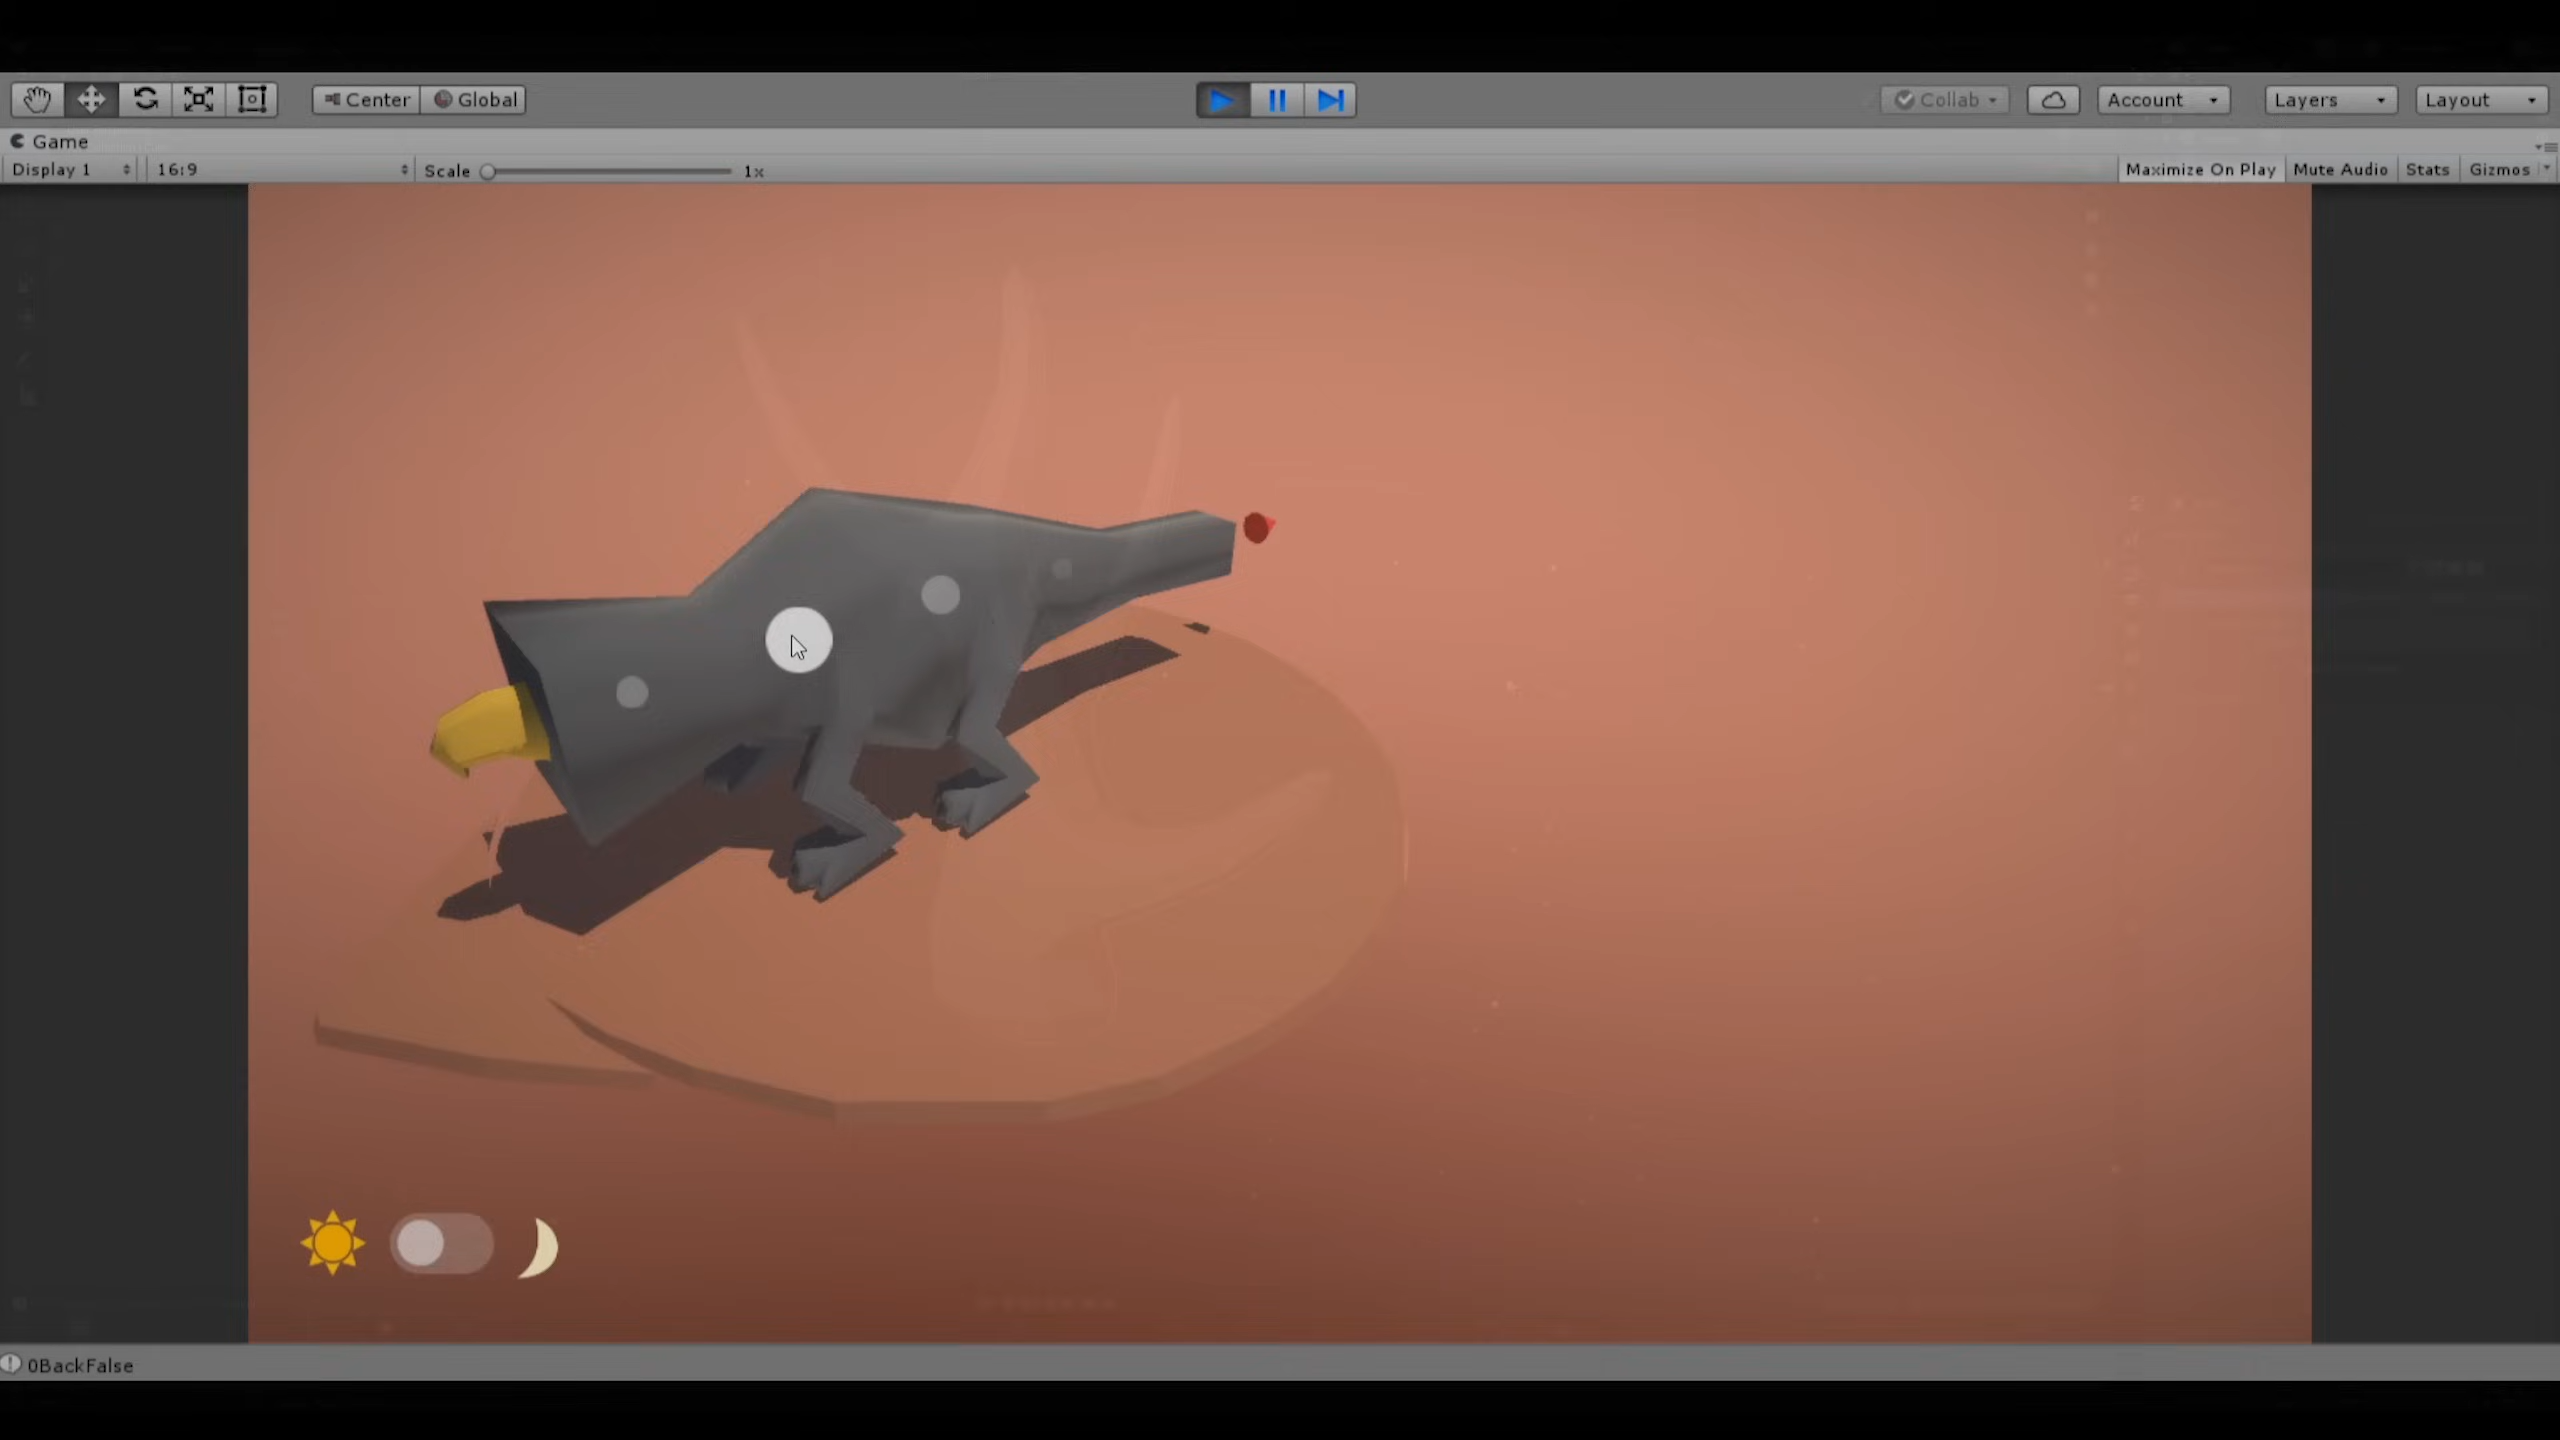 Center Global Collab Account Layers Layout
Game
Display 1 16:9 Scale 1x Maximize On Play Mute Audio Stats Gizmos
0BackFalse